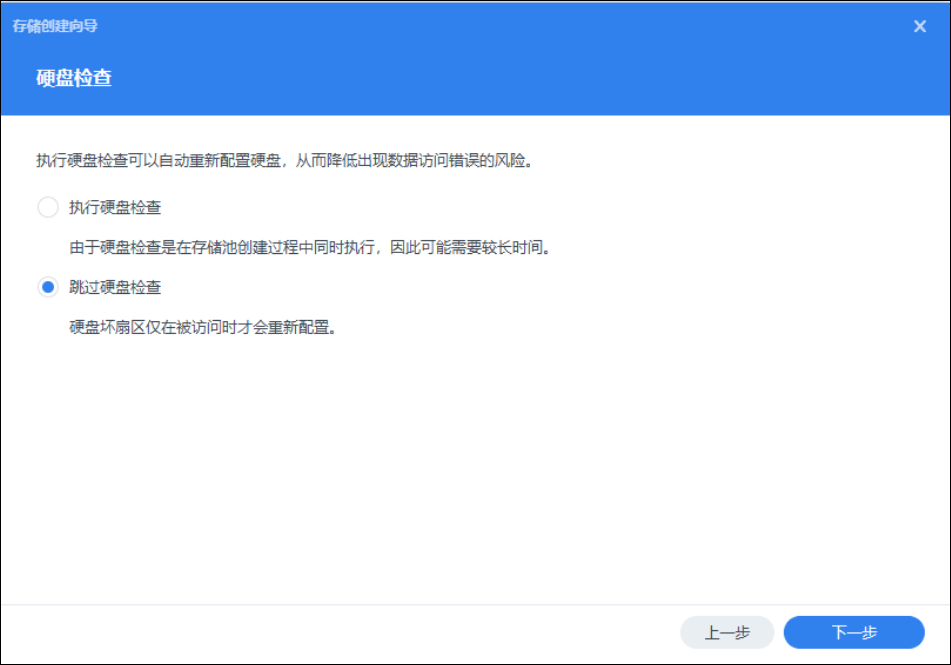 存储创建向导
硬盘检查
执行硬盘检查可以自动重新配置硬盘，从而降低出现数据访问错误的风险。
执行硬盘检查
由于硬盘检查是在存储池创建过程中同时执行，因此可能需要较长时间。
跳过硬盘检查
硬盘坏扇区仅在被访问时才会重新配置。
上一步 下一步